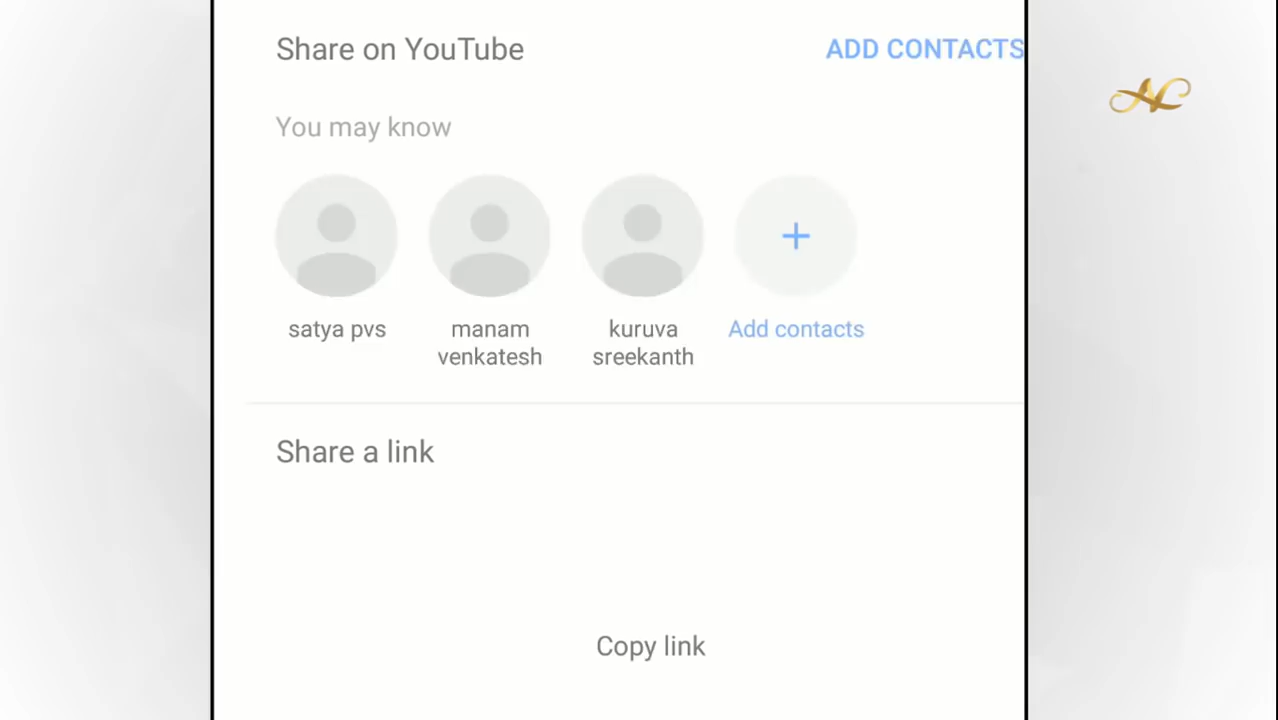 Share on YouTube
ADD CONTACTS
You may know
satya pvs
manam
venkatesh
kuruva
sreekanth
Add contacts
Share a link
Copy link